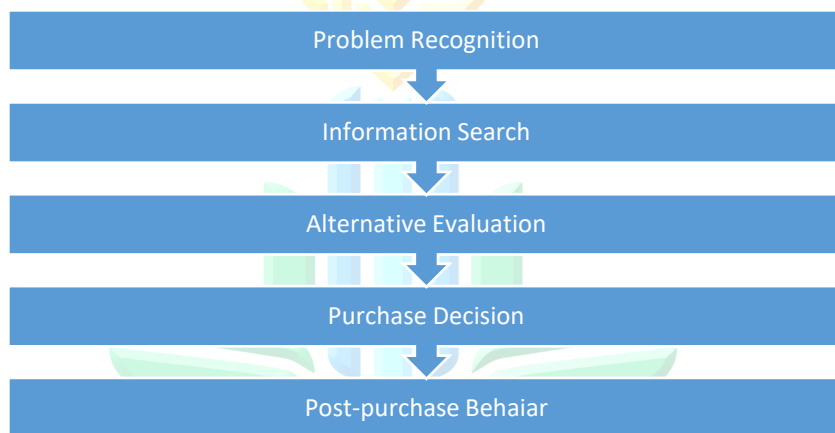 Problem Recognition
Information Search
Alternative Evaluation
Purchase Decision
Post-purchase Behaiar